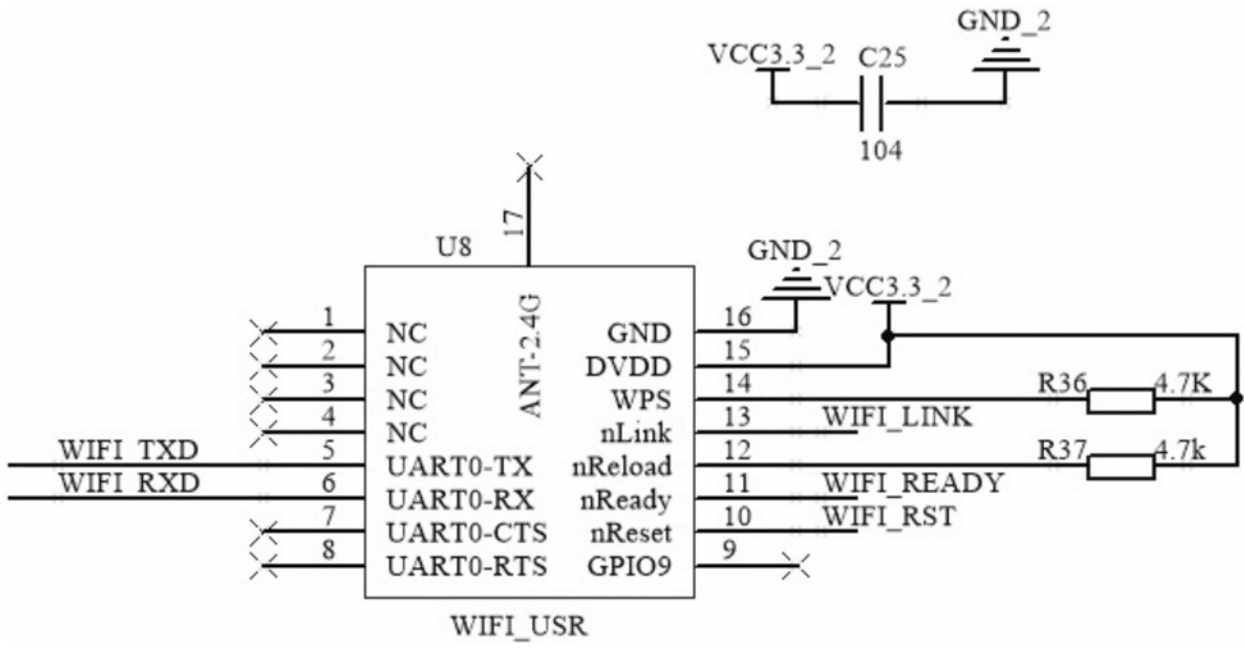 GND_2
VCC3.3_2 C25
104
17
U8
GND_2
VCC3.3_2
ANT-2.4G
1 NC GND 16
2 NC DVDD 15
3 NC WPS 14 R36 4.7K
4 NC nLink 13 WIFI_LINK
WIFI_TXD 5 UART0-TX nReload 12 R37 4.7k
WIFI_RXD 6 UART0-RX nReady 11 WIFI_READY
7 UART0-CTS nReset 10 WIFI_RST
8 UART0-RTS GPIO9 9
WIFI_USR